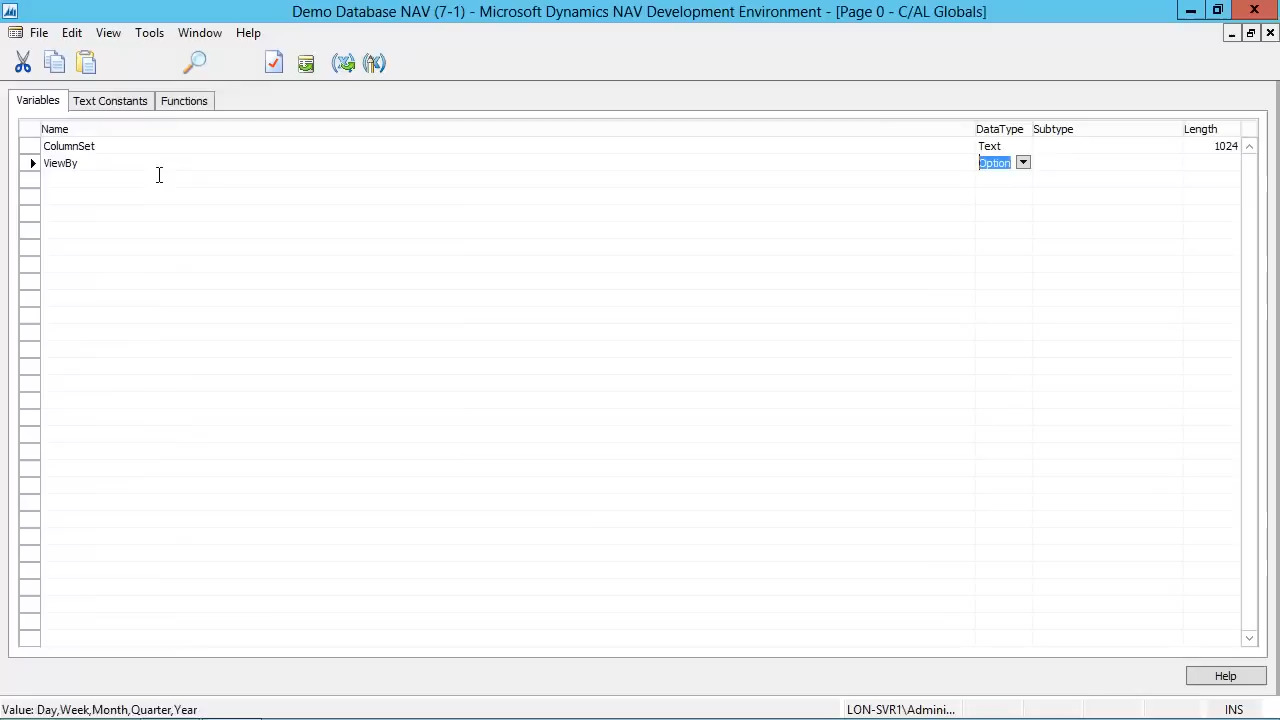 Demo Database NAV (7-1) - Microsoft Dynamics NAV Development Environment - [Page 0 - C/AL Globals]
File Edit View Tools Window Help
Variables Text Constants Functions
Name DataType Subtype Length
ColumnSet Text 1024
ViewBy Option
Help
Value: Day,Week,Month,Quarter,Year LON-SVR1\Admini... INS